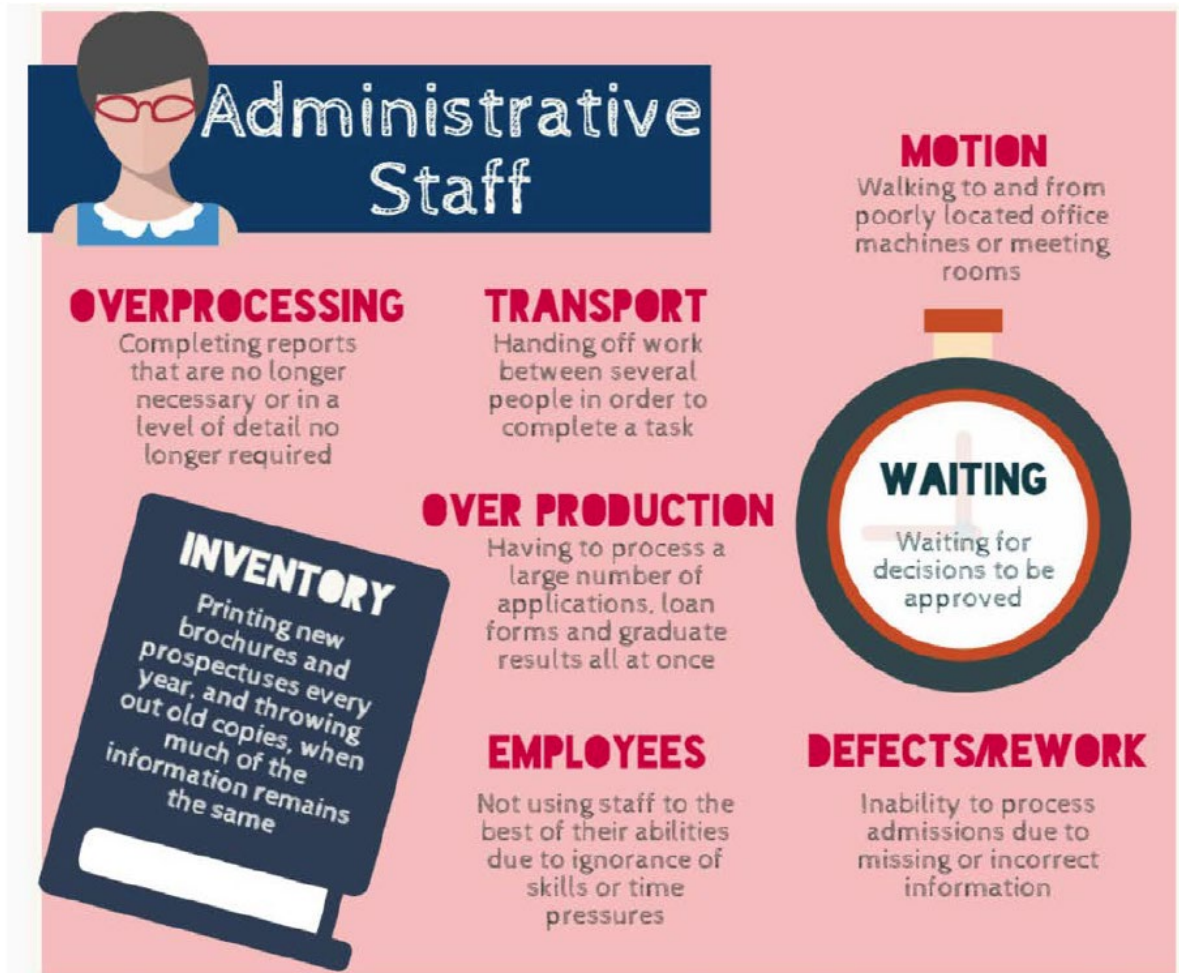 Administrative
Staff
MOTION
Walking to and from
poorly located office
machines or meeting
rooms
OVERPROCESSING
Completing reports
that are no longer
necessary or in a
level of detail no
longer required
TRANSPORT
Handing off work
between several
people in order to
complete a task
WAITING
Waiting for
decisions to be
approved
OVER PRODUCTION
Having to process a
large number of
applications, loan
forms and graduate
results all at once
INVENTORY
Printing new
brochures and
prospectuses every
year, and throwing
out old copies, when
much of the
information remains
the same
EMPLOYEES
Not using staff to the
best of their abilities
due to ignorance of
skills or time
pressures
DEFECTS/REWORK
Inability to process
admissions due to
missing or incorrect
information